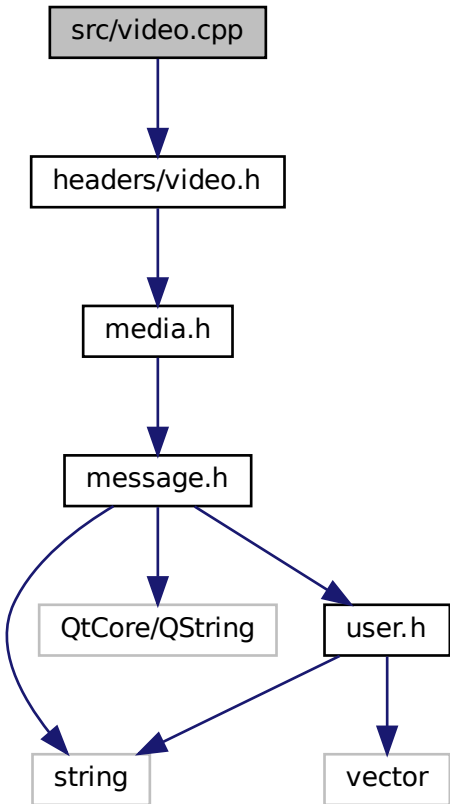 src/video.cpp
headers/video.h
media.h
message.h
QtCore/QString
user.h
string
vector